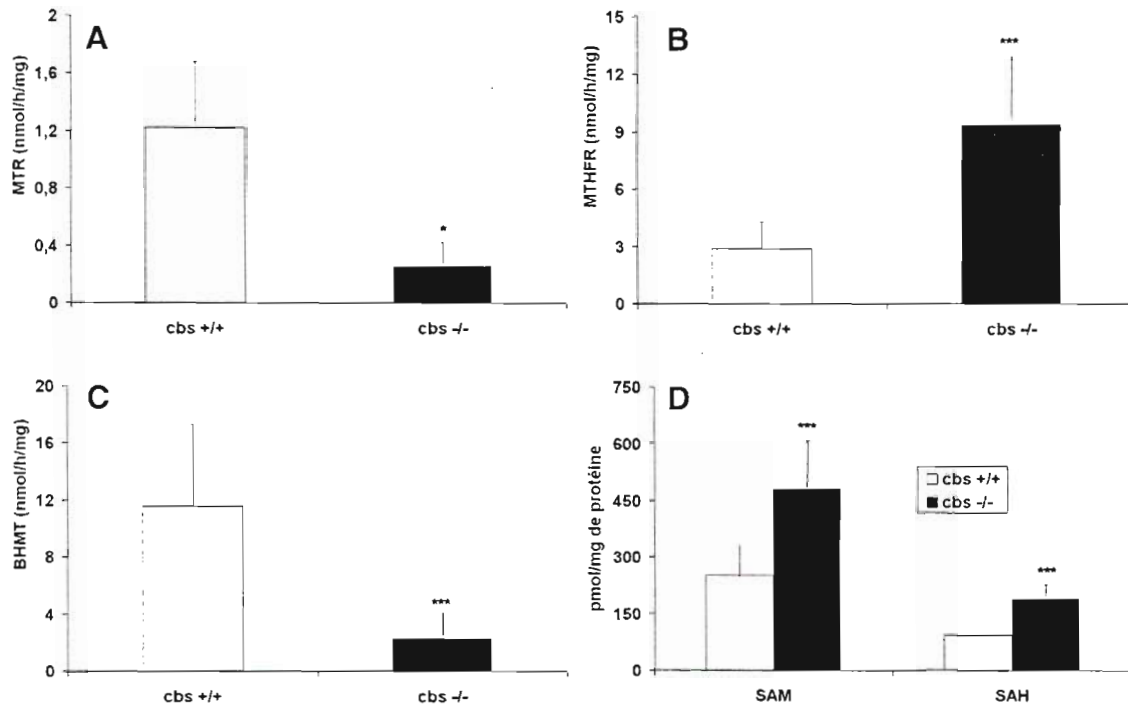 A
MTR (nmol/h/mg)
2
1,6
1,2
0,8
0,4
0
*
cbs +/+
cbs -/-
B
MTHFR (nmol/h/mg)
15
12
9
6
3
0
***
cbs +/+
cbs -/-
C
BHMT (nmol/h/mg)
20
16
12
8
4
0
***
cbs +/+
cbs -/-
D
pmol/mg de protéine
750
600
450
300
150
0
***
***
cbs +/+
cbs -/-
SAM
SAH